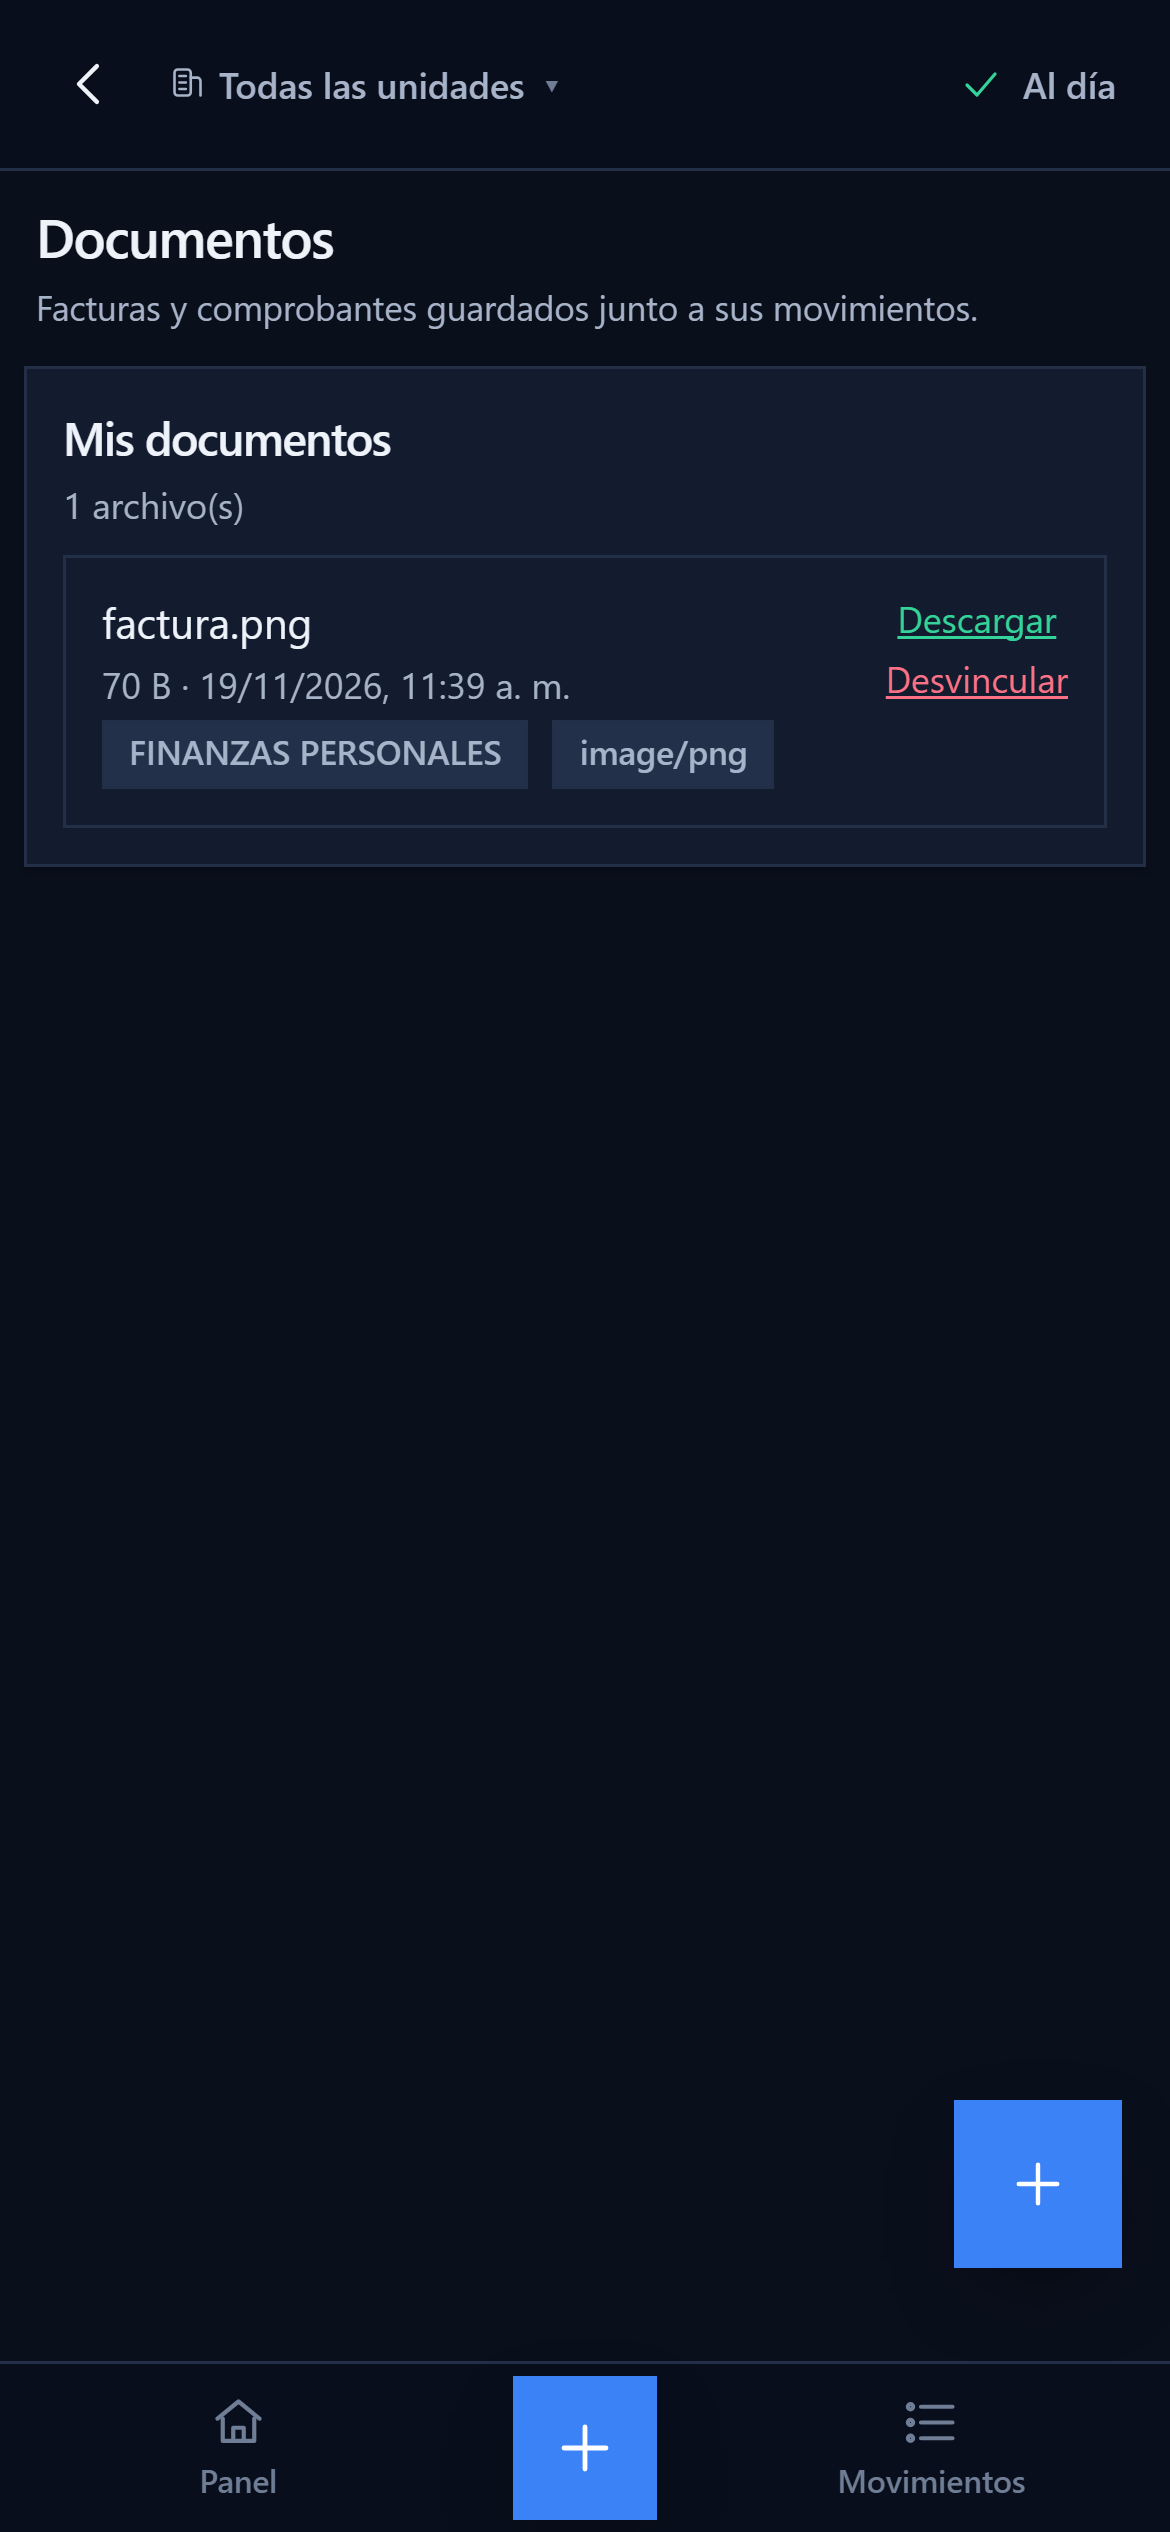 Todas las unidades ▼
Al día
Documentos
Facturas y comprobantes guardados junto a sus movimientos.
Mis documentos
1 archivo(s)
factura.png
Descargar
70 B · 19/11/2026, 11:39 a. m.
Desvincular
FINANZAS PERSONALES
image/png
Panel
Movimientos